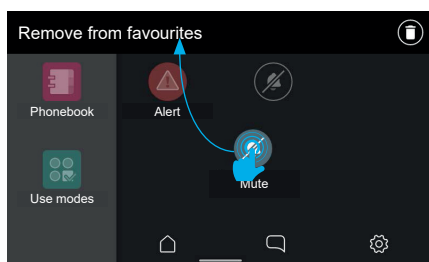 Remove from favourites
Phonebook
Alert
Mute
Use modes